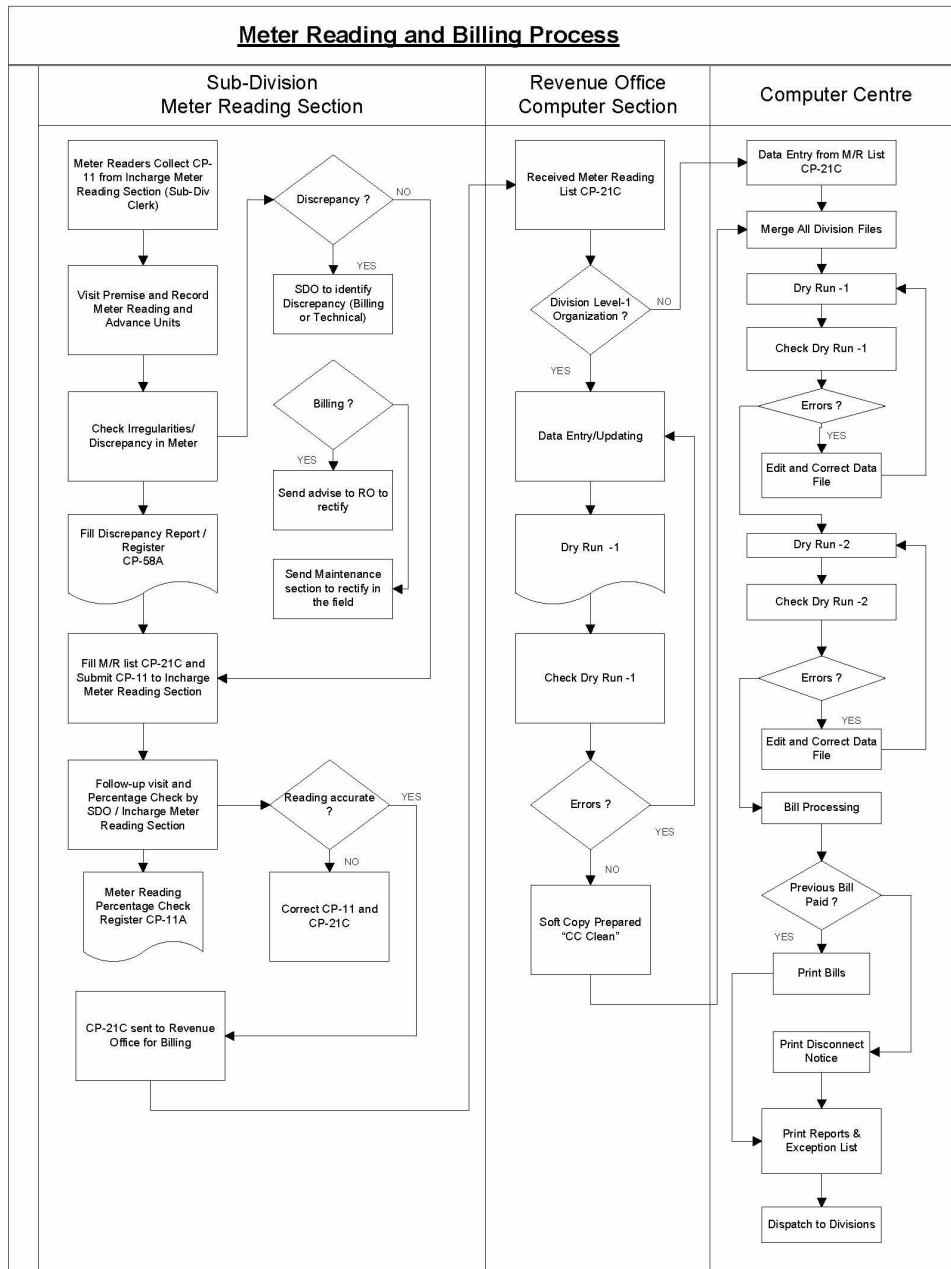 Meter Reading and Billing Process
Sub-Division
Meter Reading Section
Revenue Office
Computer Section
Computer Centre
Meter Readers Collect CP-
11 from Incharge Meter
Reading Section (Sub-Div
Clerk)
Visit Premise and Record
Meter Reading and
Advance Units
Check Irregularities/
Discrepancy in Meter
Fill Discrepancy Report /
Register
CP-58A
Fill M/R list CP-21C and
Submit CP-11 to Incharge
Meter Reading Section
Follow-up visit and
Percentage Check by
SDO / Incharge Meter
Reading Section
Meter Reading
Percentage Check
Register CP-11A
CP-21C sent to Revenue
Office for Billing
Discrepancy ?
NO
YES
SDO to identify
Discrepancy (Billing
or Technical)
Billing ?
YES
Send advise to RO to
rectify
Send Maintenance
section to rectify in
the field
Reading accurate
?
YES
NO
Correct CP-11 and
CP-21C
Received Meter Reading
List CP-21C
Division Level-1
Organization ?
NO
YES
Data Entry/Updating
Dry Run -1
Check Dry Run -1
Errors ?
YES
NO
Soft Copy Prepared
“CC Clean”
Data Entry from M/R List
CP-21C
Merge All Division Files
Dry Run -1
Check Dry Run -1
Errors ?
YES
Edit and Correct Data
File
Dry Run -2
Check Dry Run -2
Errors ?
YES
Edit and Correct Data
File
Bill Processing
Previous Bill
Paid ?
YES
Print Bills
Print Disconnect
Notice
Print Reports &
Exception List
Dispatch to Divisions